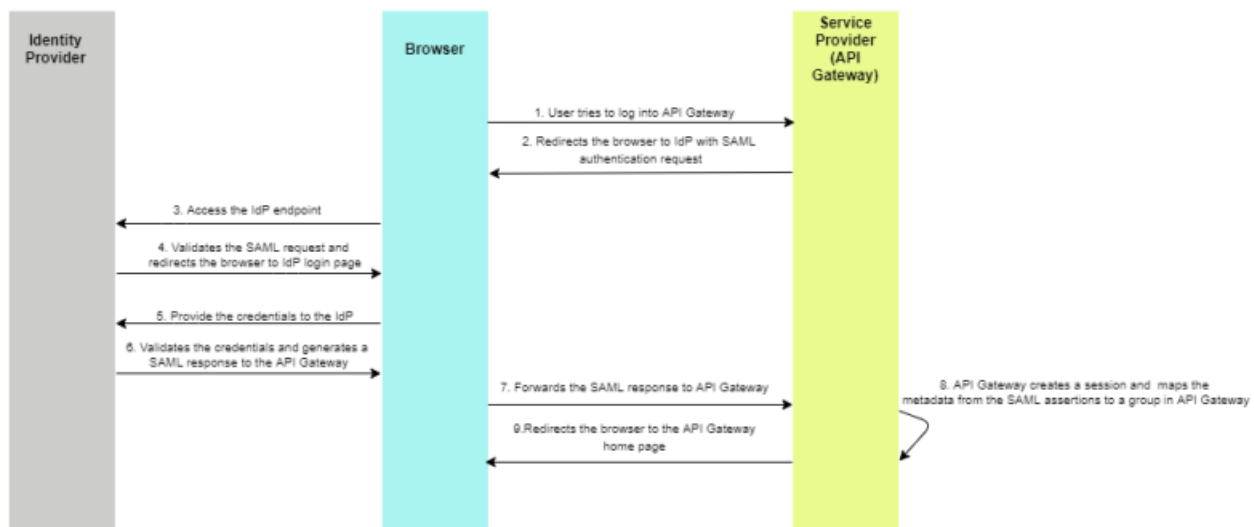 Identity
Provider
Browser
Service
Provider
(API
Gateway)
1. User tries to log into API Gateway
2. Redirects the browser to IdP with SAML
authentication request
3. Access the IdP endpoint
4. Validates the SAML request and
redirects the browser to IdP login page
5. Provide the credentials to the IdP
6. Validates the credentials and generates a
SAML response to the API Gateway
7. Forwards the SAML response to API Gateway
8. API Gateway creates a session and maps the
metadata from the SAML assertions to a group in API Gateway
9.Redirects the browser to the API Gateway
home page